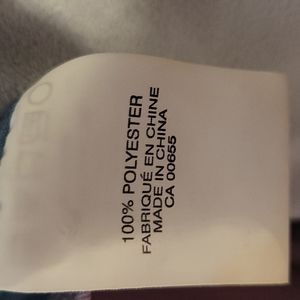 100% POLYESTER
FABRIQUÉ EN CHINE
MADE IN CHINA
CA 00655